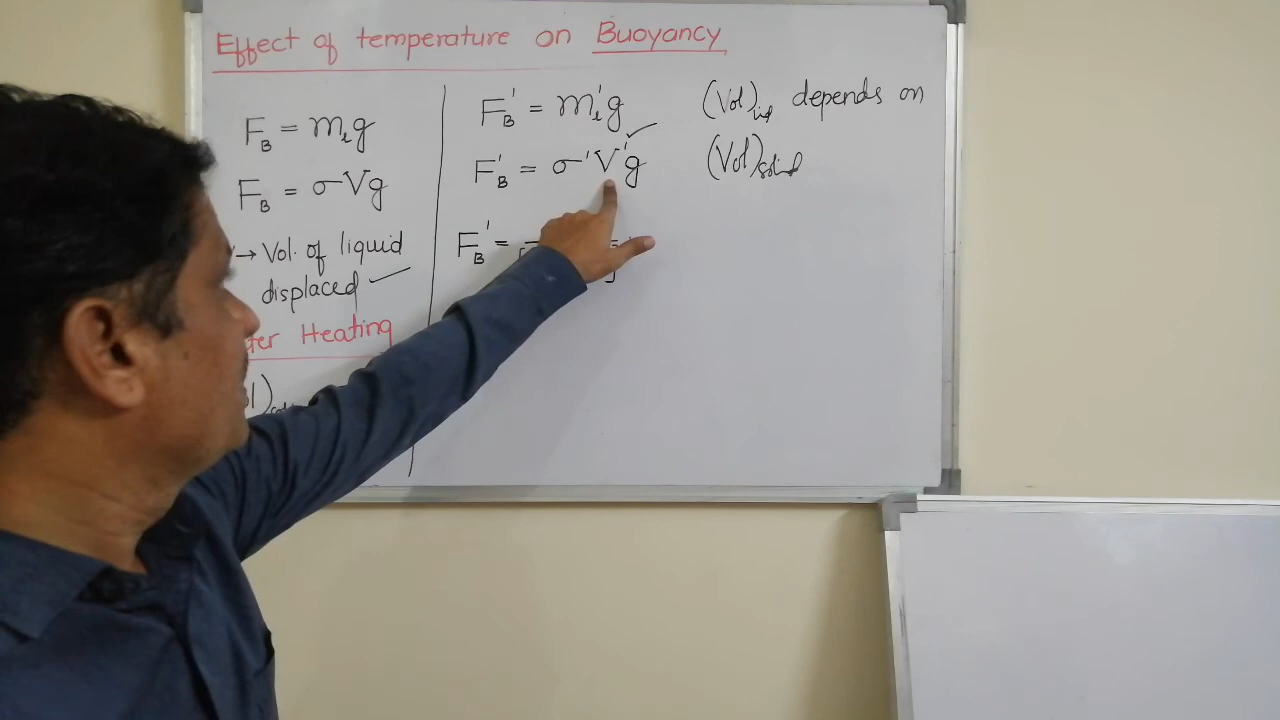 Effect of temperature on Buoyancy
F_B = m_l g
F_B = σVg
→ Vol. of liquid
displaced
Heating
F_B' = m_l' g
F_B' = σ'V'g
F_B' =
(Vol)_liq depends on
(Vol)_solid